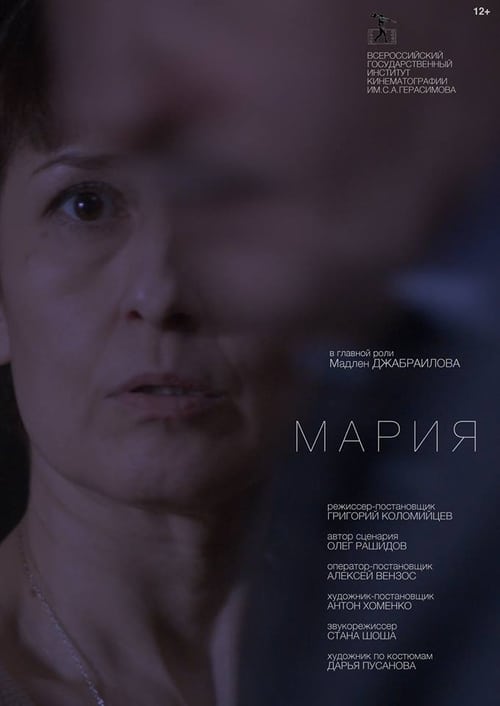 12+
ВСЕРОССИЙСКИЙ
ГОСУДАРСТВЕННЫЙ
ИНСТИТУТ
КИНЕМАТОГРАФИИ
ИМ.С.А.ГЕРАСИМОВА
в главной роли
Мадлен ДЖАБРАИЛОВА
МАРИЯ
режиссер-постановщик
ГРИГОРИЙ КОЛОМИЙЦЕВ
автор сценария
ОЛЕГ РАШИДОВ
оператор-постановщик
АЛЕКСЕЙ ВЕНЗОС
художник-постановщик
АНТОН ХОМЕНКО
звукорежиссер
СТАНА ШОША
художник по костюмам
ДАРЬЯ ПУСАНОВА